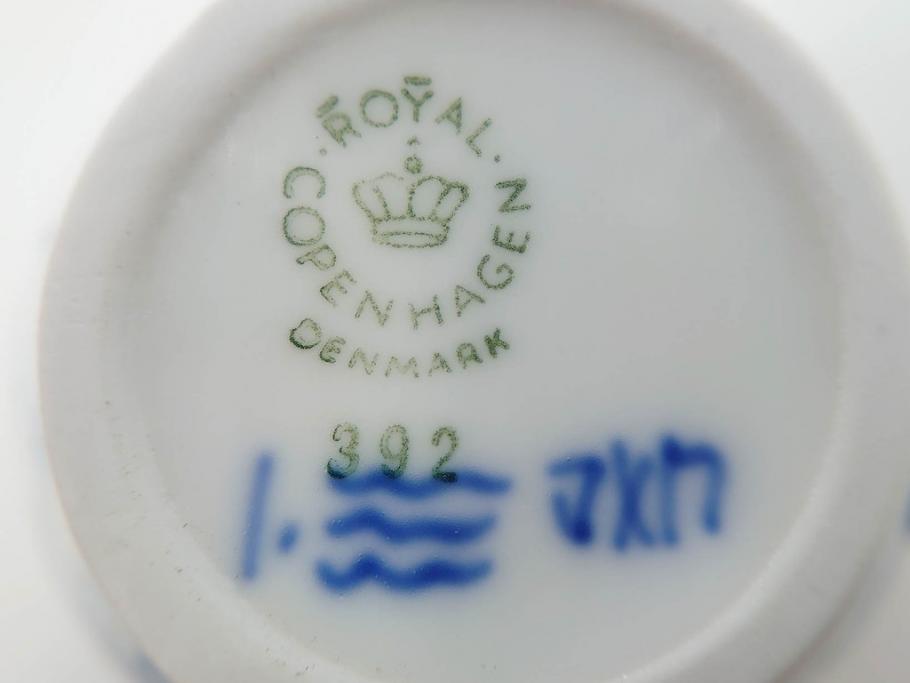 ROYAL
COPENHAGEN
DENMARK
392
1.